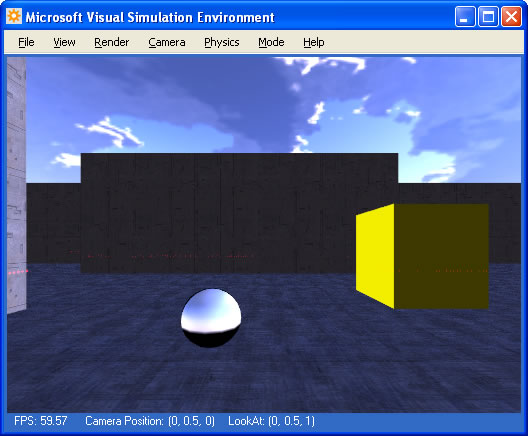 Microsoft Visual Simulation Environment
File View Render Camera Physics Mode Help
FPS: 59.57 Camera Position: (0, 0.5, 0) LookAt: (0, 0.5, 1)